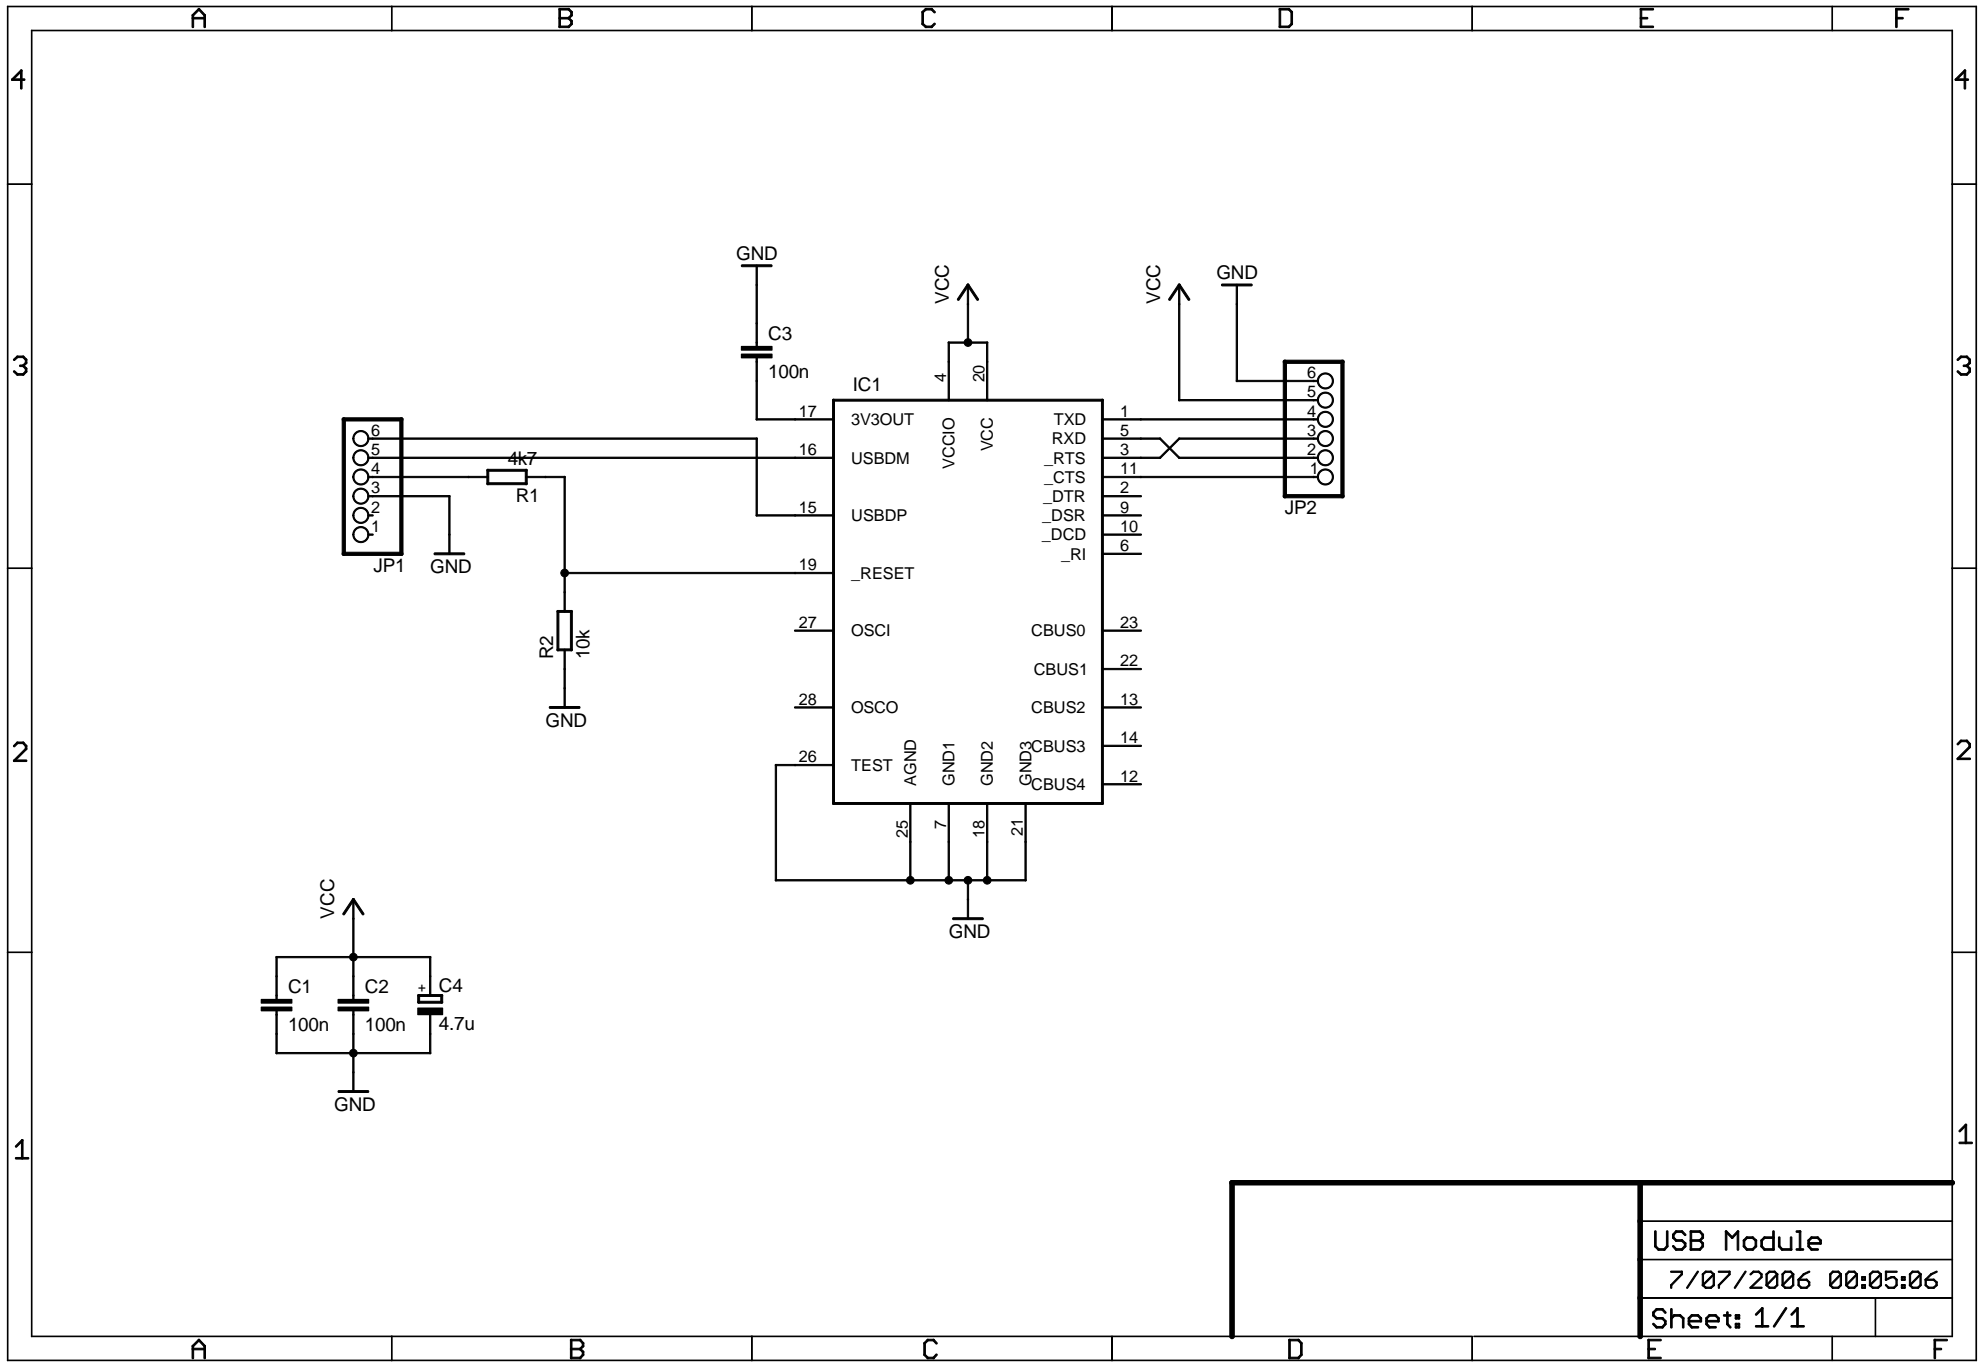 A B C D E F
4 4
GND
VCC
VCC
GND
C3
3 3
100n
IC1
4
20
6
5
4
3
2
1
JP2
17 3V3OUT
16 USBDM
15 USBDP
19 _RESET
27 OSCI
28 OSCO
26 TEST
VCCIO
VCC
TXD 1
RXD 5
_RTS 3
_CTS 11
_DTR 2
_DSR 9
_DCD 10
_RI 6
CBUS0 23
CBUS1 22
CBUS2 13
CBUS3 14
CBUS4 12
AGND
GND1
GND2
GND3
25
7
18
21
GND
6
5
4
3
2
1
JP1
GND
4k7
R1
R2
10k
GND
2 2
VCC
C1
100n
C2
100n
+ C4
4.7u
GND
1 1
USB Module
7/07/2006 00:05:06
Sheet: 1/1
A B C D E F